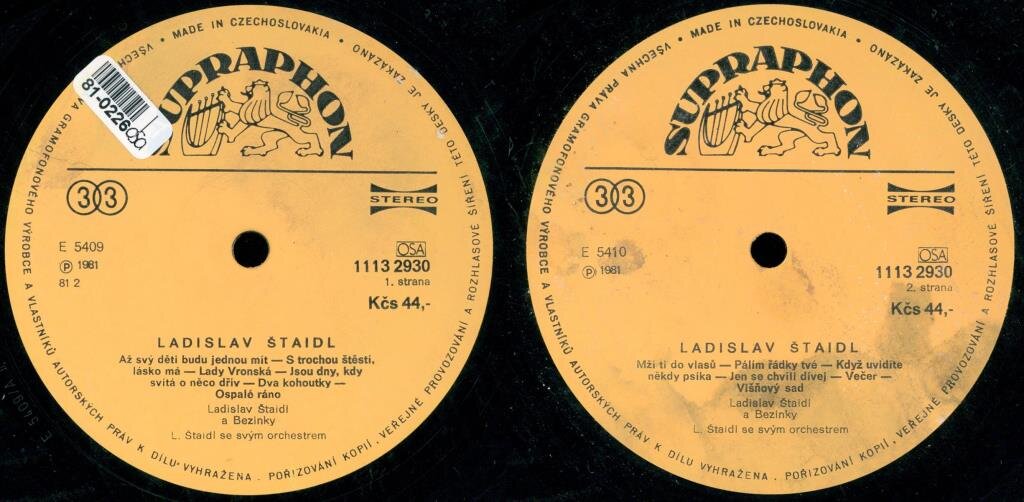 VŠECHNA PRÁVA GRAMOFONOVÉHO VÝROBCE A VLASTNÍKŮ AUTORSKÝCH PRÁV K DÍLU VYHRAŽENA . POŘIZOVÁNÍ KOPIÍ, VEŘEJNÉ PROVOZOVÁNÍ A ROZHLASOVÉ ŠÍŘENÍ TÉTO DESKY JE ZAKÁZÁNO • MADE IN CZECHOSLOVAKIA •
SUPRAPHON
81-0226
33
STEREO
E 5409
Ⓟ 1981
81 2
OSA
1113 2930
1. strana
Kčs 44,-
LADISLAV ŠTAIDL
Až svý děti budu jednou mít — S trochou štěstí,
lásko má — Lady Vronská — Jsou dny, kdy
svítá o něco dřív — Dva kohoutky —
Ospalé ráno
Ladislav Štaidl
a Bezinky
L. Štaidl se svým orchestrem
VŠECHNA PRÁVA GRAMOFONOVÉHO VÝROBCE A VLASTNÍKŮ AUTORSKÝCH PRÁV K DÍLU VYHRAŽENA . POŘIZOVÁNÍ KOPIÍ, VEŘEJNÉ PROVOZOVÁNÍ A ROZHLASOVÉ ŠÍŘENÍ TÉTO DESKY JE ZAKÁZÁNO • MADE IN CZECHOSLOVAKIA •
SUPRAPHON
33
STEREO
E 5410
Ⓟ 1981
OSA
1113 2930
2. strana
Kčs 44,-
LADISLAV ŠTAIDL
Mží ti do vlasů — Pálím řádky tvé — Když uvidíte
někdy psíka — Jen se chvíli dívej — Večer —
Višňový sad
Ladislav Štaidl
a Bezinky
L. Štaidl se svým orchestrem